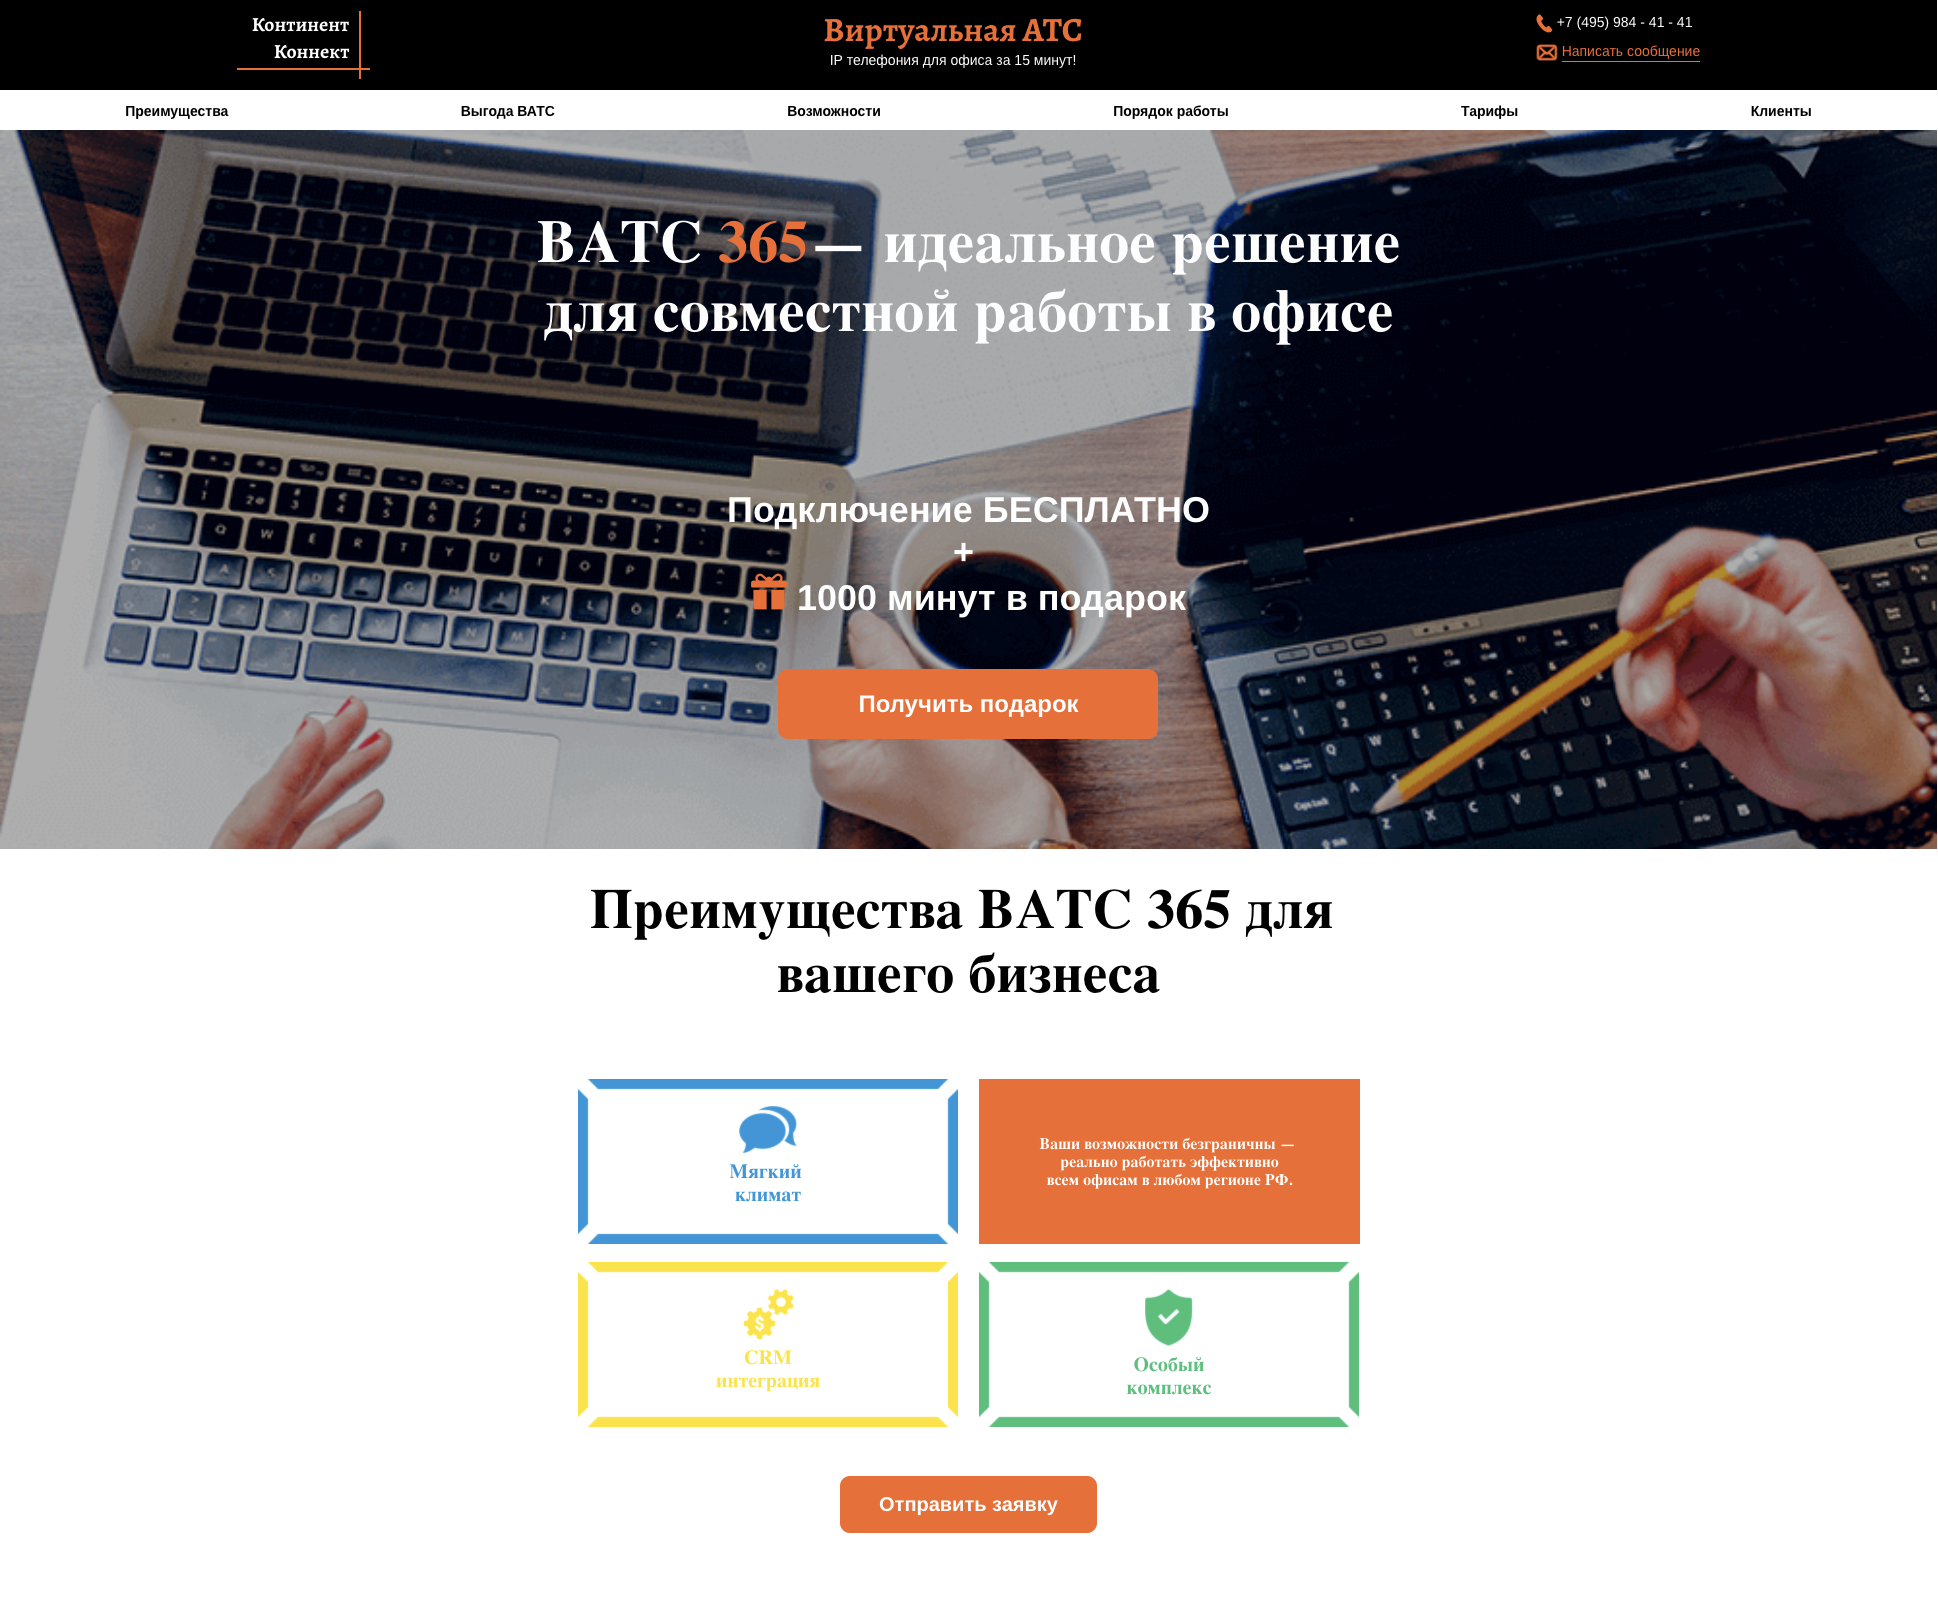 Континент
Коннект
Виртуальная АТС
IP телефония для офиса за 15 минут!
+7 (495) 984 - 41 - 41
Написать сообщение
Преимущества
Выгода ВАТС
Возможности
Порядок работы
Тарифы
Клиенты
ВАТС 365— идеальное решение
для совместной работы в офисе
Подключение БЕСПЛАТНО
+
1000 минут в подарок
Получить подарок
Преимущества ВАТС 365 для
вашего бизнеса
Мягкий
климат
Ваши возможности безграничны —
реально работать эффективно
всем офисам в любом регионе РФ.
CRM
интеграция
Особый
комплекс
Отправить заявку